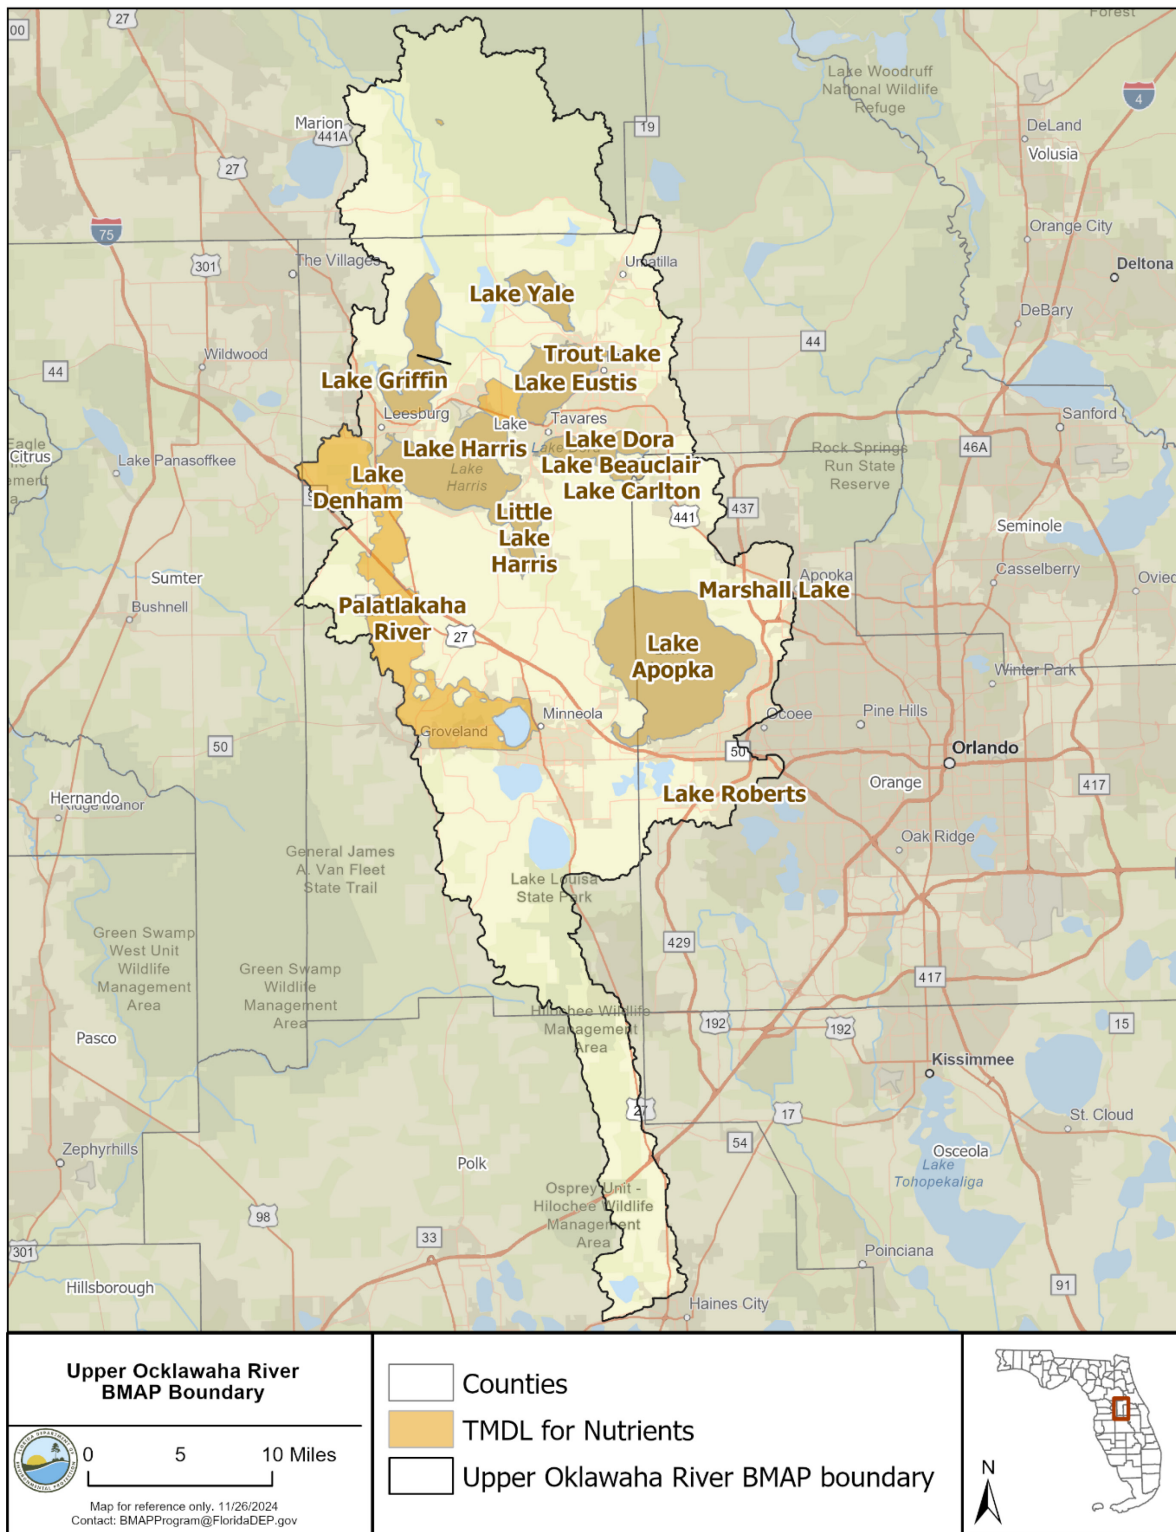 27
00
Forest
Lake Woodruff
National Wildlife
Refuge
4
Marion
441A
19
DeLand
Volusia
27
75
Orange City
301
The Villages
Umatilla
Deltona
Lake Yale
DeBary
44
Wildwood
44
Trout Lake
Lake Eustis
Lake Griffin
Leesburg
Lake
Tavares
Sanford
Eagle
Citrus
Lake Panasoffkee
Lake Harris
Lake
Harris
Lake Dora
Lake Dora
Lake Beauclair
Lake Carlton
Rock Springs
Run State
Reserve
46A
Lake
Denham
441
437
Little
Lake
Harris
Seminole
Sumter
Bushnell
Apopka
Casselberry
Marshall Lake
Palatlakaha
River
27
Lake
Apopka
Winter Park
Minneola
Groveland
Ocoee
Pine Hills
50
50
Orlando
Orange
417
Hernando
Ridge Manor
Lake Roberts
Oak Ridge
General James
A. Van Fleet
State Trail
Lake Louisa
State Park
Green Swamp
West Unit
Wildlife
Management
Area
Green Swamp
Wildlife
Management
Area
429
417
Hilochee Wildlife
Management
Area
192
192
15
Pasco
Kissimmee
27
17
St. Cloud
54
Zephyrhills
Polk
Osceola
Lake
Tohopekaliga
Osprey Unit -
Hilochee Wildlife
Management
Area
98
33
301
Poinciana
Hillsborough
91
Haines City
Upper Ocklawaha River
BMAP Boundary
0 5 10 Miles
Map for reference only. 11/26/2024
Contact: BMAPProgram@FloridaDEP.gov
Counties
TMDL for Nutrients
Upper Oklawaha River BMAP boundary
N